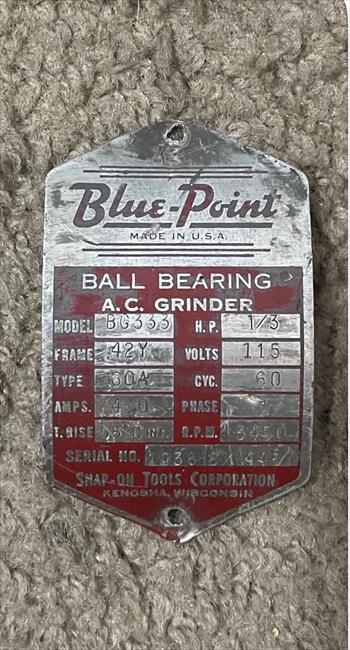 Blue-Point
MADE IN U.S.A.
BALL BEARING
A.C. GRINDER
MODEL BG333 H.P. 1/3
FRAME 42Y VOLTS 115
TYPE 60A CYC. 60
AMPS. PHASE
T. RISE R.P.M. 3450
SERIAL NO.
SNAP-ON TOOLS CORPORATION
KENOSHA, WISCONSIN